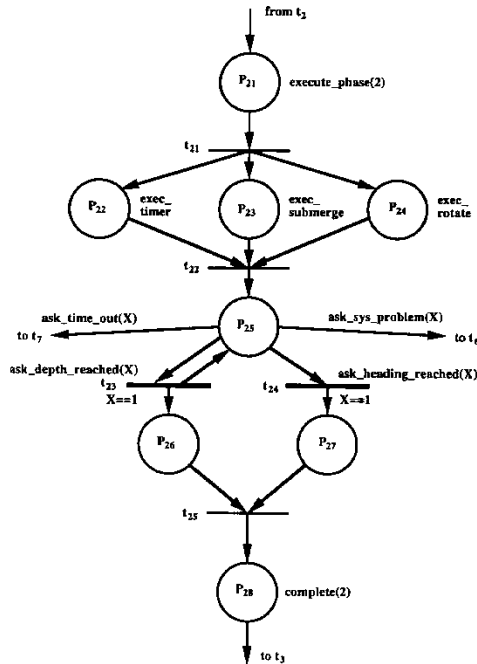 from t2
P21 execute_phase(2)
t21
P22 exec_ timer P23 exec_ submerge P24 exec_ rotate
t22
ask_time_out(X) ask_sys_problem(X)
to t7 P25 to t6
ask_depth_reached(X) ask_heading_reached(X)
t23 t24
X==1 X==1
P26 P27
t25
P28 complete(2)
to t3